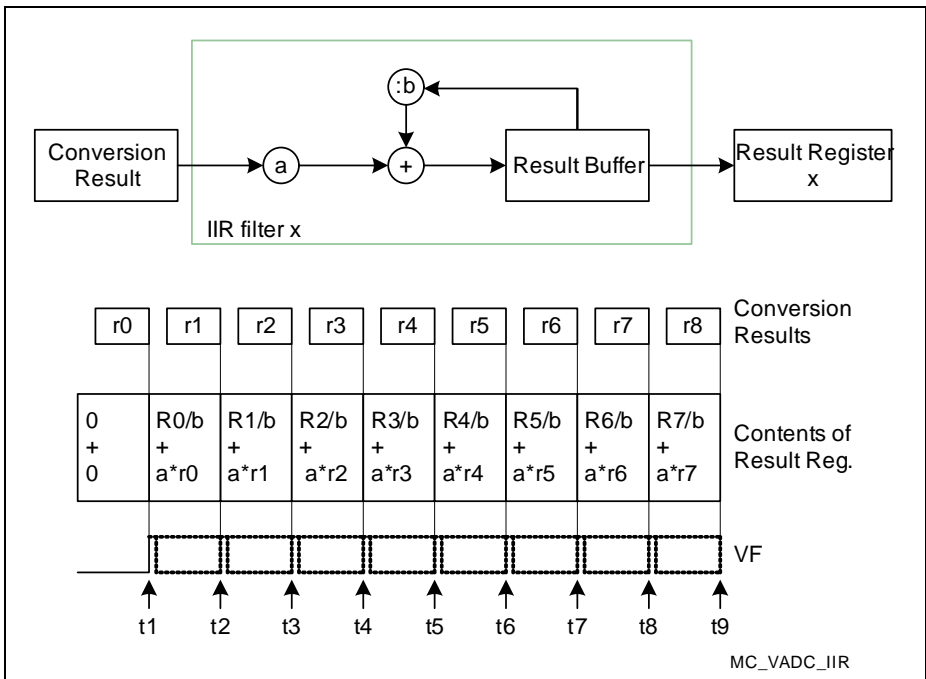 :b
Conversion
Result
a
+
Result Buffer
Result Register
x
IIR filter x
r0 r1 r2 r3 r4 r5 r6 r7 r8
Conversion
Results
0 R0/b R1/b R2/b R3/b R4/b R5/b R6/b R7/b
+ + + + + + + + +
0 a*r0 a*r1 a*r2 a*r3 a*r4 a*r5 a*r6 a*r7
Contents of
Result Reg.
VF
t1 t2 t3 t4 t5 t6 t7 t8 t9
MC_VADC_IIR